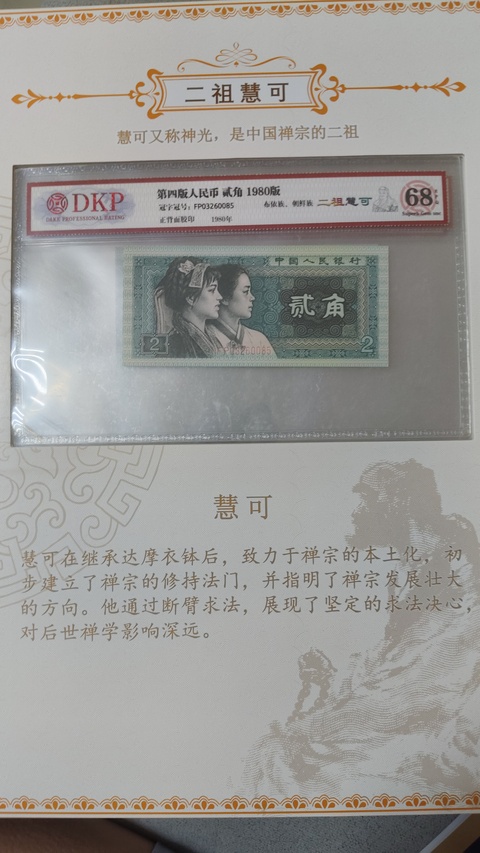 二祖慧可
慧可又称神光，是中国禅宗的二祖
DKP
第四版人民币 贰角 1980版
冠字冠号：FP03260085
布依族、朝鲜族
二祖慧可
正背面胶印
1980年
68
中国人民银行
贰角
2
2
慧可
慧可在继承达摩衣钵后，致力于禅宗的本土化，初
步建立了禅宗的修持法门，并指明了禅宗发展壮大
的方向。他通过断臂求法，展现了坚定的求法决心，
对后世禅学影响深远。